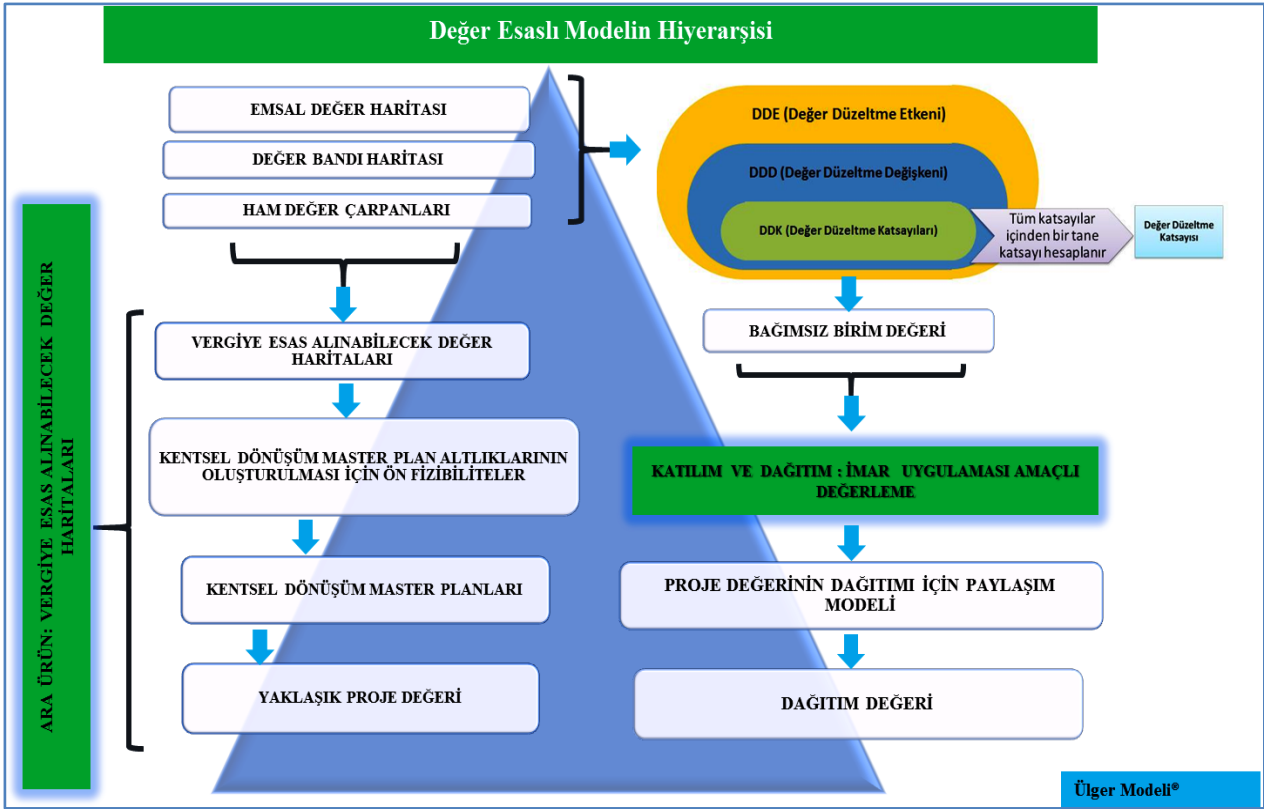 Değer Esaslı Modelin Hiyerarşisi
EMSAL DEĞER HARİTASI
DEĞER BANDI HARİTASI
HAM DEĞER ÇARPANLARI
ARA ÜRÜN: VERGİYE ESAS ALINABİLECEK DEĞER
HARİTALARI
VERGİYE ESAS ALINABİLECEK DEĞER
HARİTALARI
KENTSEL DÖNÜŞÜM MASTER PLAN ALTLIKLARININ
OLUŞTURULMASI İÇİN ÖN FİZİBİLİTELER
KENTSEL DÖNÜŞÜM MASTER PLANLARI
YAKLAŞIK PROJE DEĞERİ
DDE (Değer Düzeltme Etkeni)
DDD (Değer Düzeltme Değişkeni)
DDK (Değer Düzeltme Katsayıları)
Tüm katsayılar
içinden bir tane
katsayı hesaplanır
Değer Düzeltme
Katsayısı
BAĞIMSIZ BİRİM DEĞERİ
KATILIM VE DAĞITIM : İMAR UYGULAMASI AMAÇLI
DEĞERLEME
PROJE DEĞERİNİN DAĞITIMI İÇİN PAYLAŞIM
MODELİ
DAĞITIM DEĞERİ
Ülger Modeli®